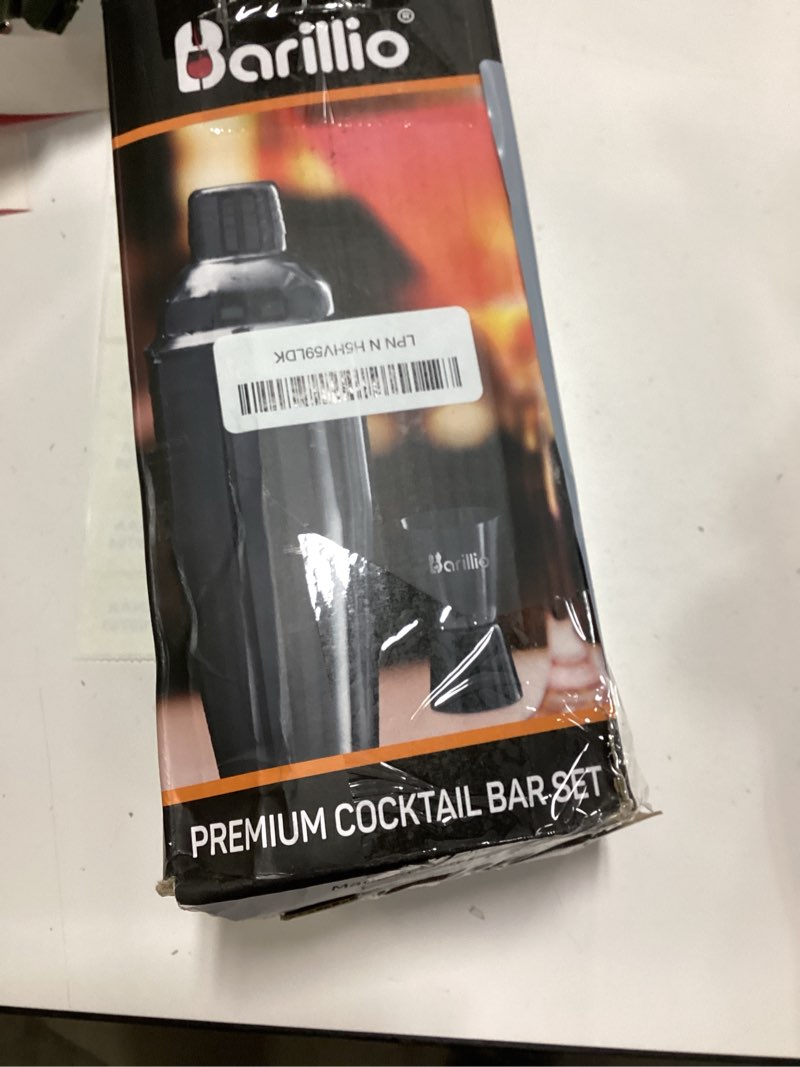 Barillio®
LPN N H5HV59LDK
Barillio
PREMIUM COCKTAIL BAR SET